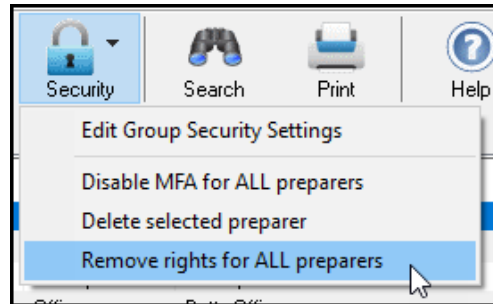 Security
Search
Print
Help
Edit Group Security Settings
Disable MFA for ALL preparers
Delete selected preparer
Remove rights for ALL preparers